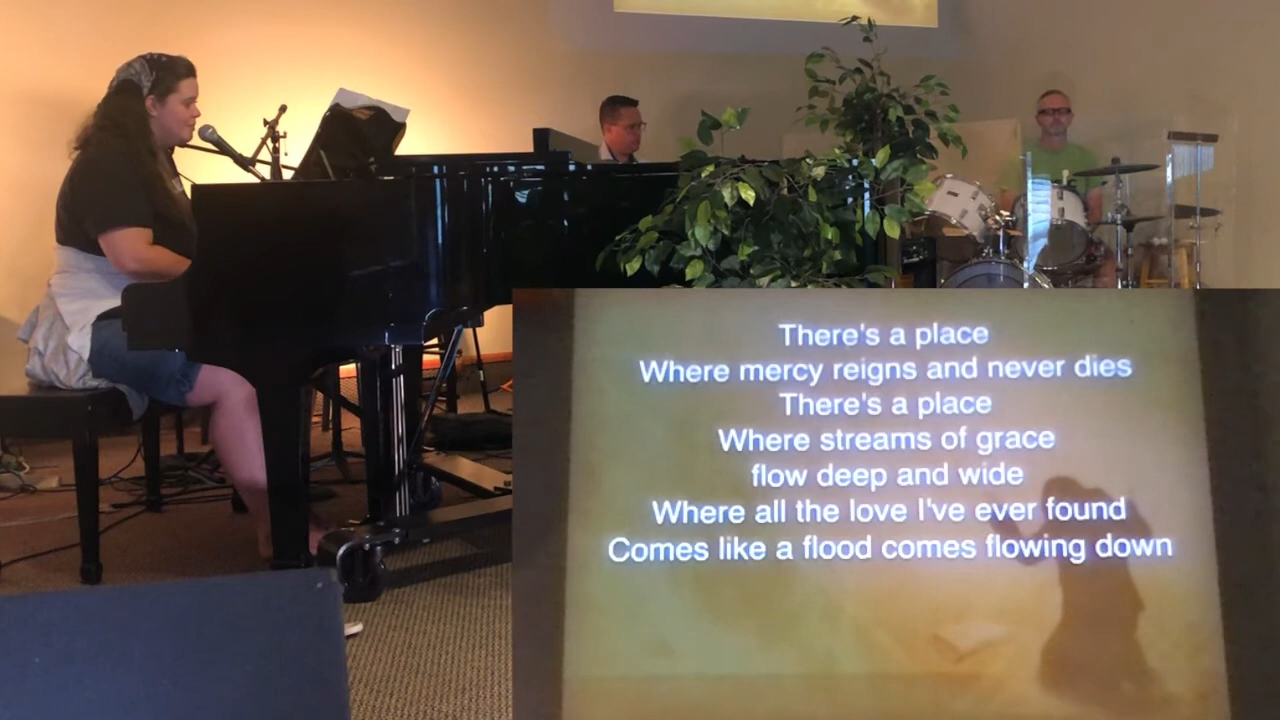 There's a place
Where mercy reigns and never dies
There's a place
Where streams of grace
flow deep and wide
Where all the love I've ever found
Comes like a flood comes flowing down